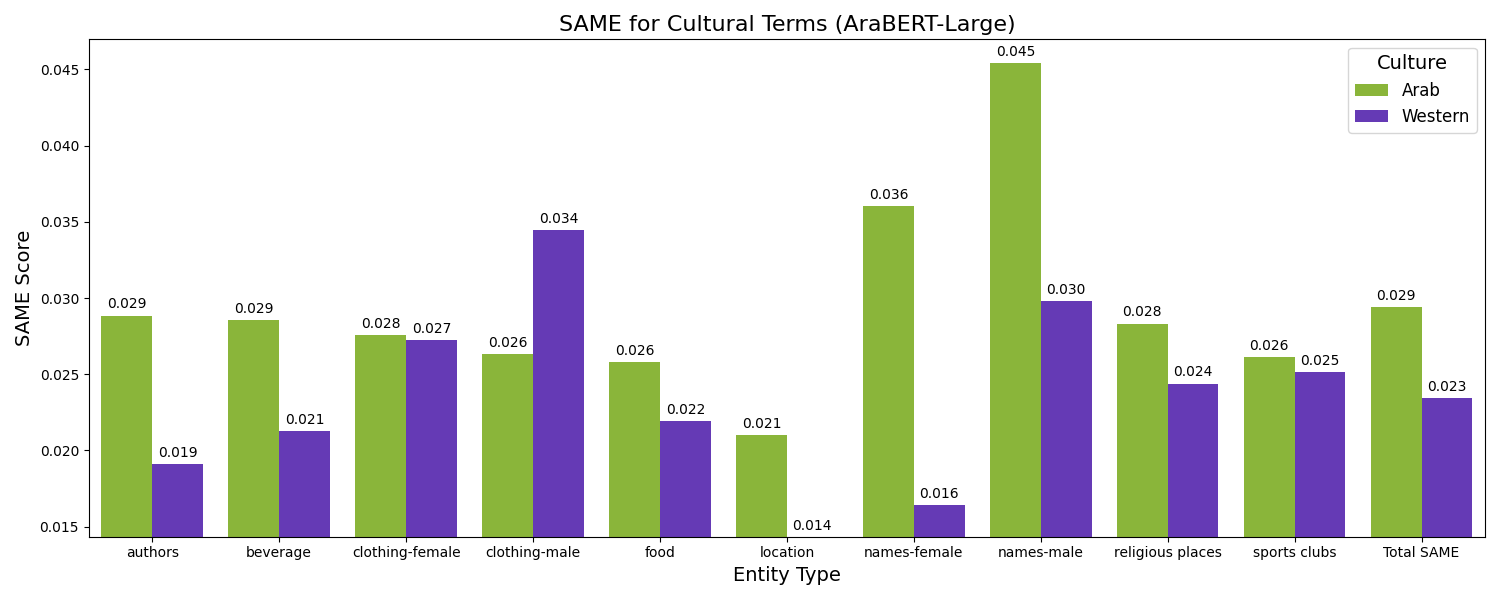 SAME for Cultural Terms (AraBERT-Large)
SAME Score
0.045
0.040
0.035
0.030
0.025
0.020
0.015
Culture
Arab
Western
0.029
0.019
0.029
0.021
0.028
0.027
0.026
0.034
0.026
0.022
0.021
0.014
0.036
0.016
0.045
0.030
0.028
0.024
0.026
0.025
0.029
0.023
authors
beverage
clothing-female
clothing-male
food
location
names-female
names-male
religious places
sports clubs
Total SAME
Entity Type